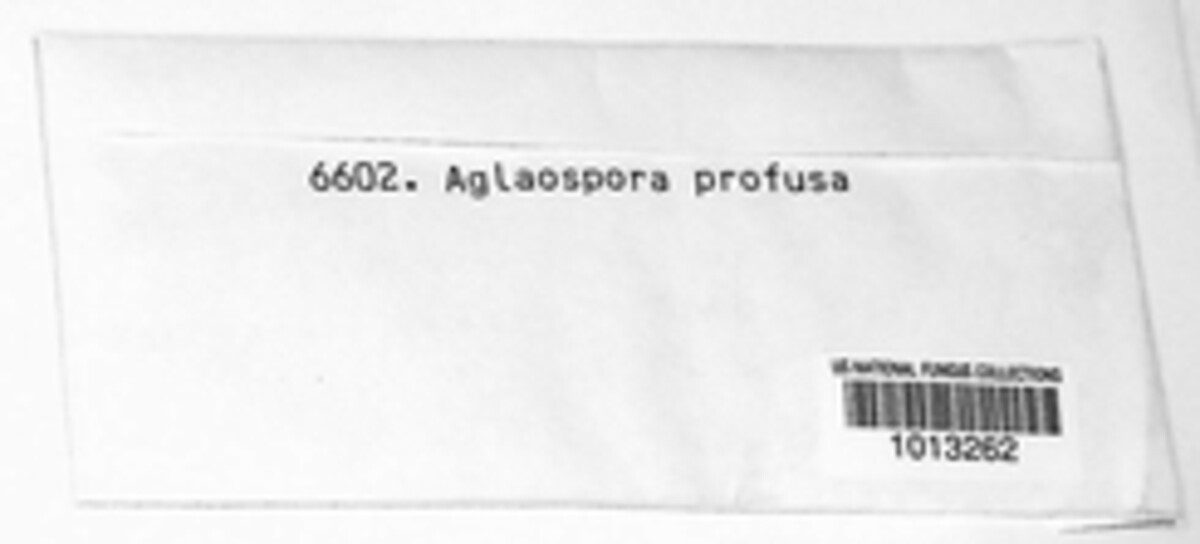 6602. Aglaospora profusa
US NATIONAL FUNGUS COLLECTIONS
1013262